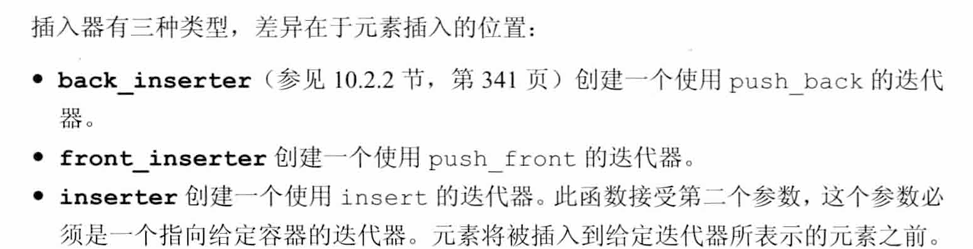 插入器有三种类型，差异在于元素插入的位置：
• back_inserter（参见 10.2.2 节，第 341 页）创建一个使用 push_back 的迭代
器。
• front_inserter 创建一个使用 push_front 的迭代器。
• inserter 创建一个使用 insert 的迭代器。此函数接受第二个参数，这个参数必
须是一个指向给定容器的迭代器。元素将被插入到给定迭代器所表示的元素之前。